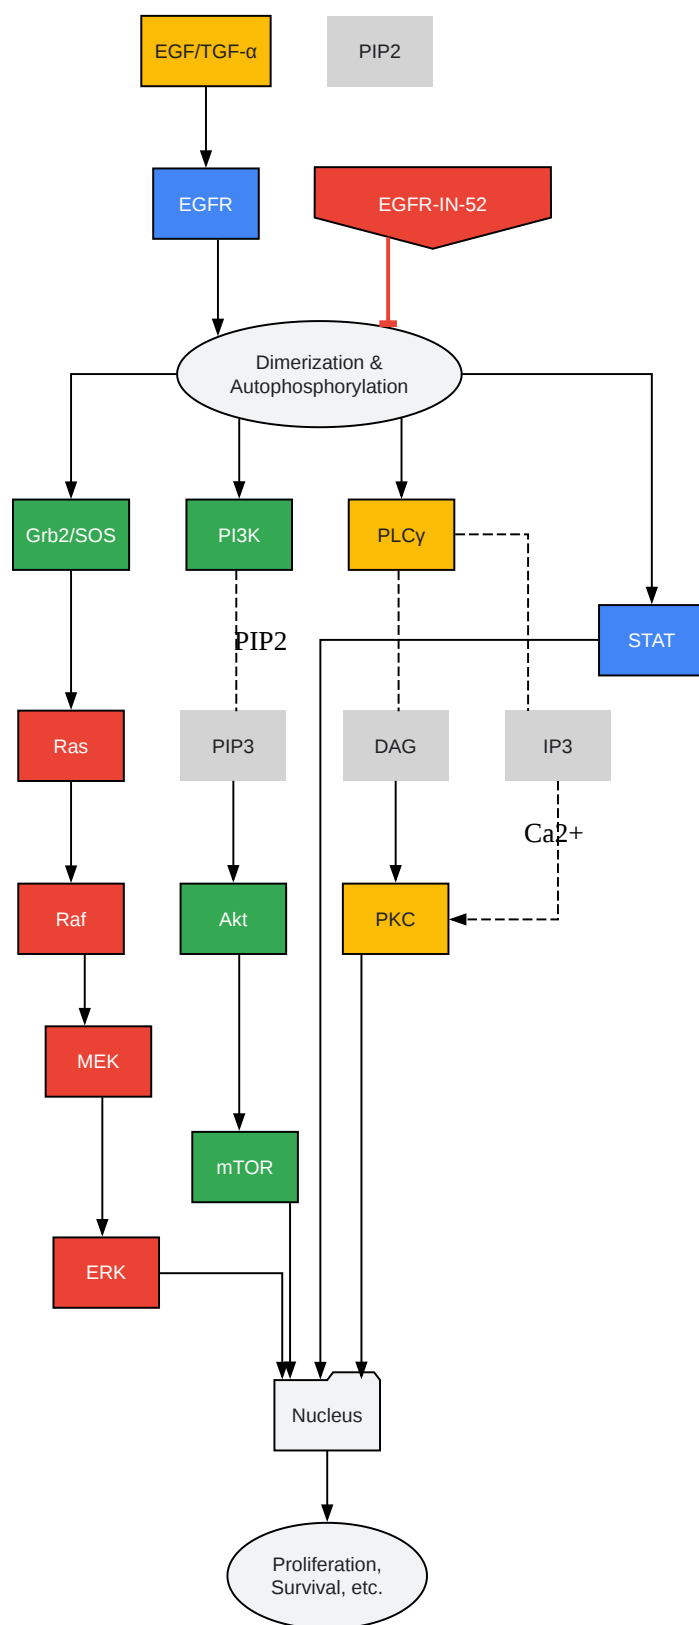 EGF/TGF-α
PIP2
EGFR
EGFR-IN-52
Dimerization &
Autophosphorylation
Grb2/SOS
PI3K
PLCγ
PIP2
STAT
Ras
PIP3
DAG
IP3
Ca2+
Raf
Akt
PKC
MEK
mTOR
ERK
Nucleus
Proliferation,
Survival, etc.